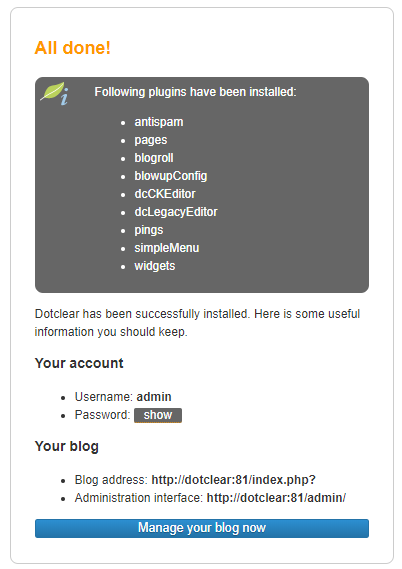 All done!
Following plugins have been installed:
antispam
pages
blogroll
blowupConfig
dcCKEditor
dcLegacyEditor
pings
simpleMenu
widgets
Dotclear has been successfully installed. Here is some useful
information you should keep.
Your account
Username: admin
Password: show
Your blog
Blog address: http://dotclear:81/index.php?
Administration interface: http://dotclear:81/admin/
Manage your blog now